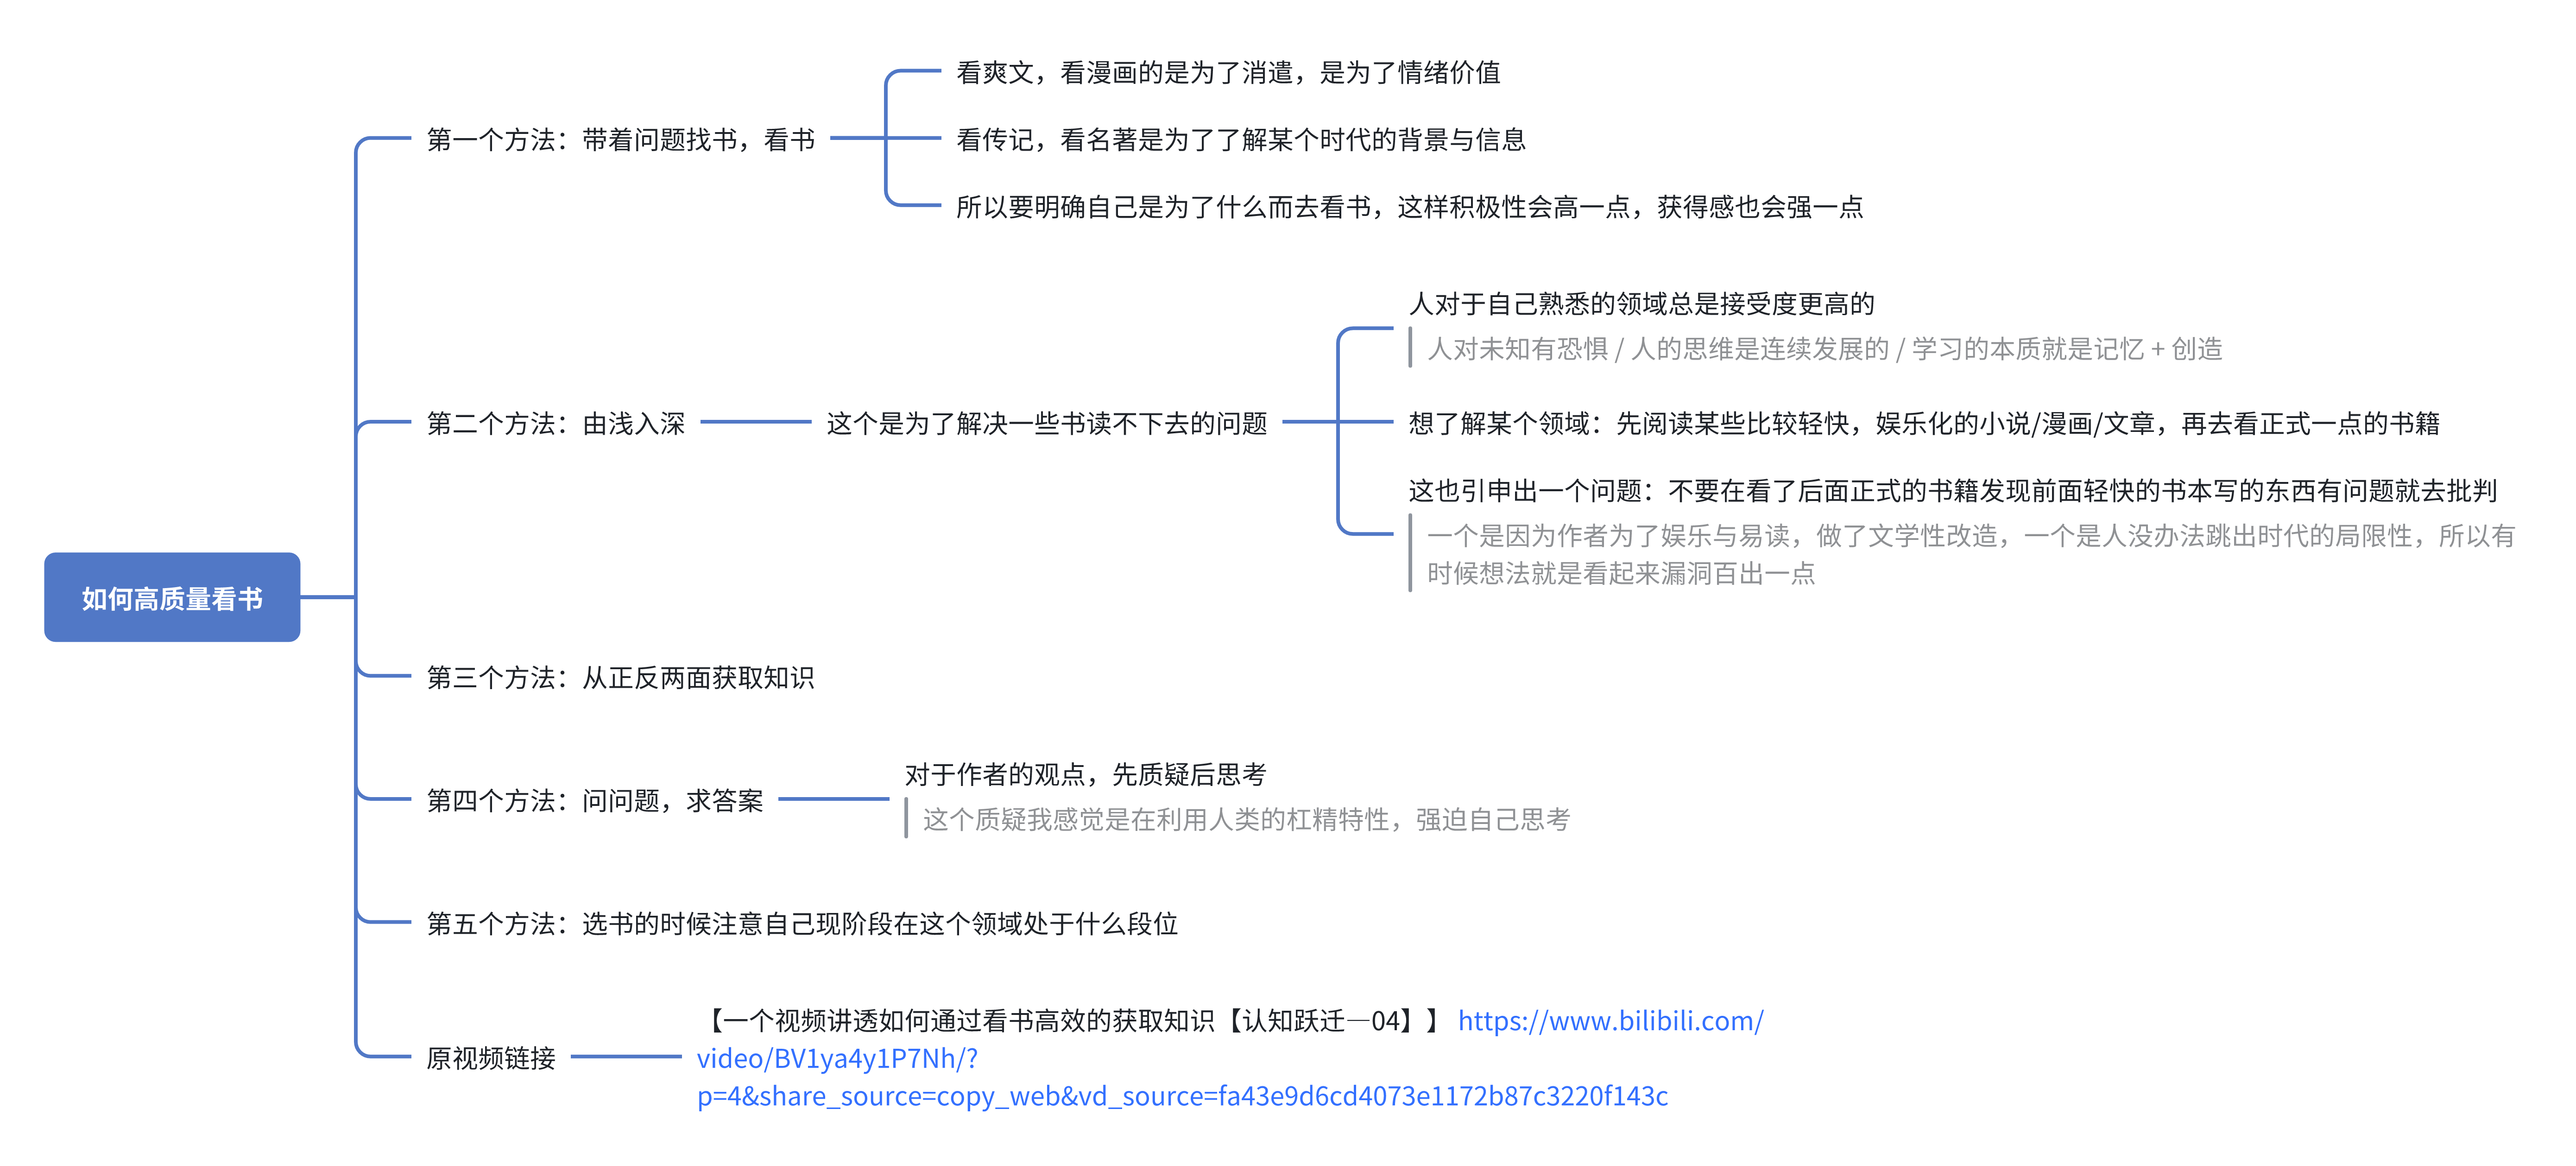 看爽文，看漫画的是为了消遣，是为了情绪价值
第一个方法：带着问题找书，看书
看传记，看名著是为了了解某个时代的背景与信息
所以要明确自己是为了什么而去看书，这样积极性会高一点，获得感也会强一点
人对于自己熟悉的领域总是接受度更高的
人对未知有恐惧 / 人的思维是连续发展的 / 学习的本质就是记忆 + 创造
第二个方法：由浅入深
这个是为了解决一些书读不下去的问题
想了解某个领域：先阅读某些比较轻快，娱乐化的小说/漫画/文章，再去看正式一点的书籍
这也引申出一个问题：不要在看了后面正式的书籍发现前面轻快的书本写的东西有问题就去批判
一个是因为作者为了娱乐与易读，做了文学性改造，一个是人没办法跳出时代的局限性，所以有
时候想法就是看起来漏洞百出一点
如何高质量看书
第三个方法：从正反两面获取知识
对于作者的观点，先质疑后思考
第四个方法：问问题，求答案
这个质疑我感觉是在利用人类的杠精特性，强迫自己思考
第五个方法：选书的时候注意自己现阶段在这个领域处于什么段位
【一个视频讲透如何通过看书高效的获取知识【认知跃迁—04】】 https://www.bilibili.com/
原视频链接
video/BV1ya4y1P7Nh/?
p=4&share_source=copy_web&vd_source=fa43e9d6cd4073e1172b87c3220f143c